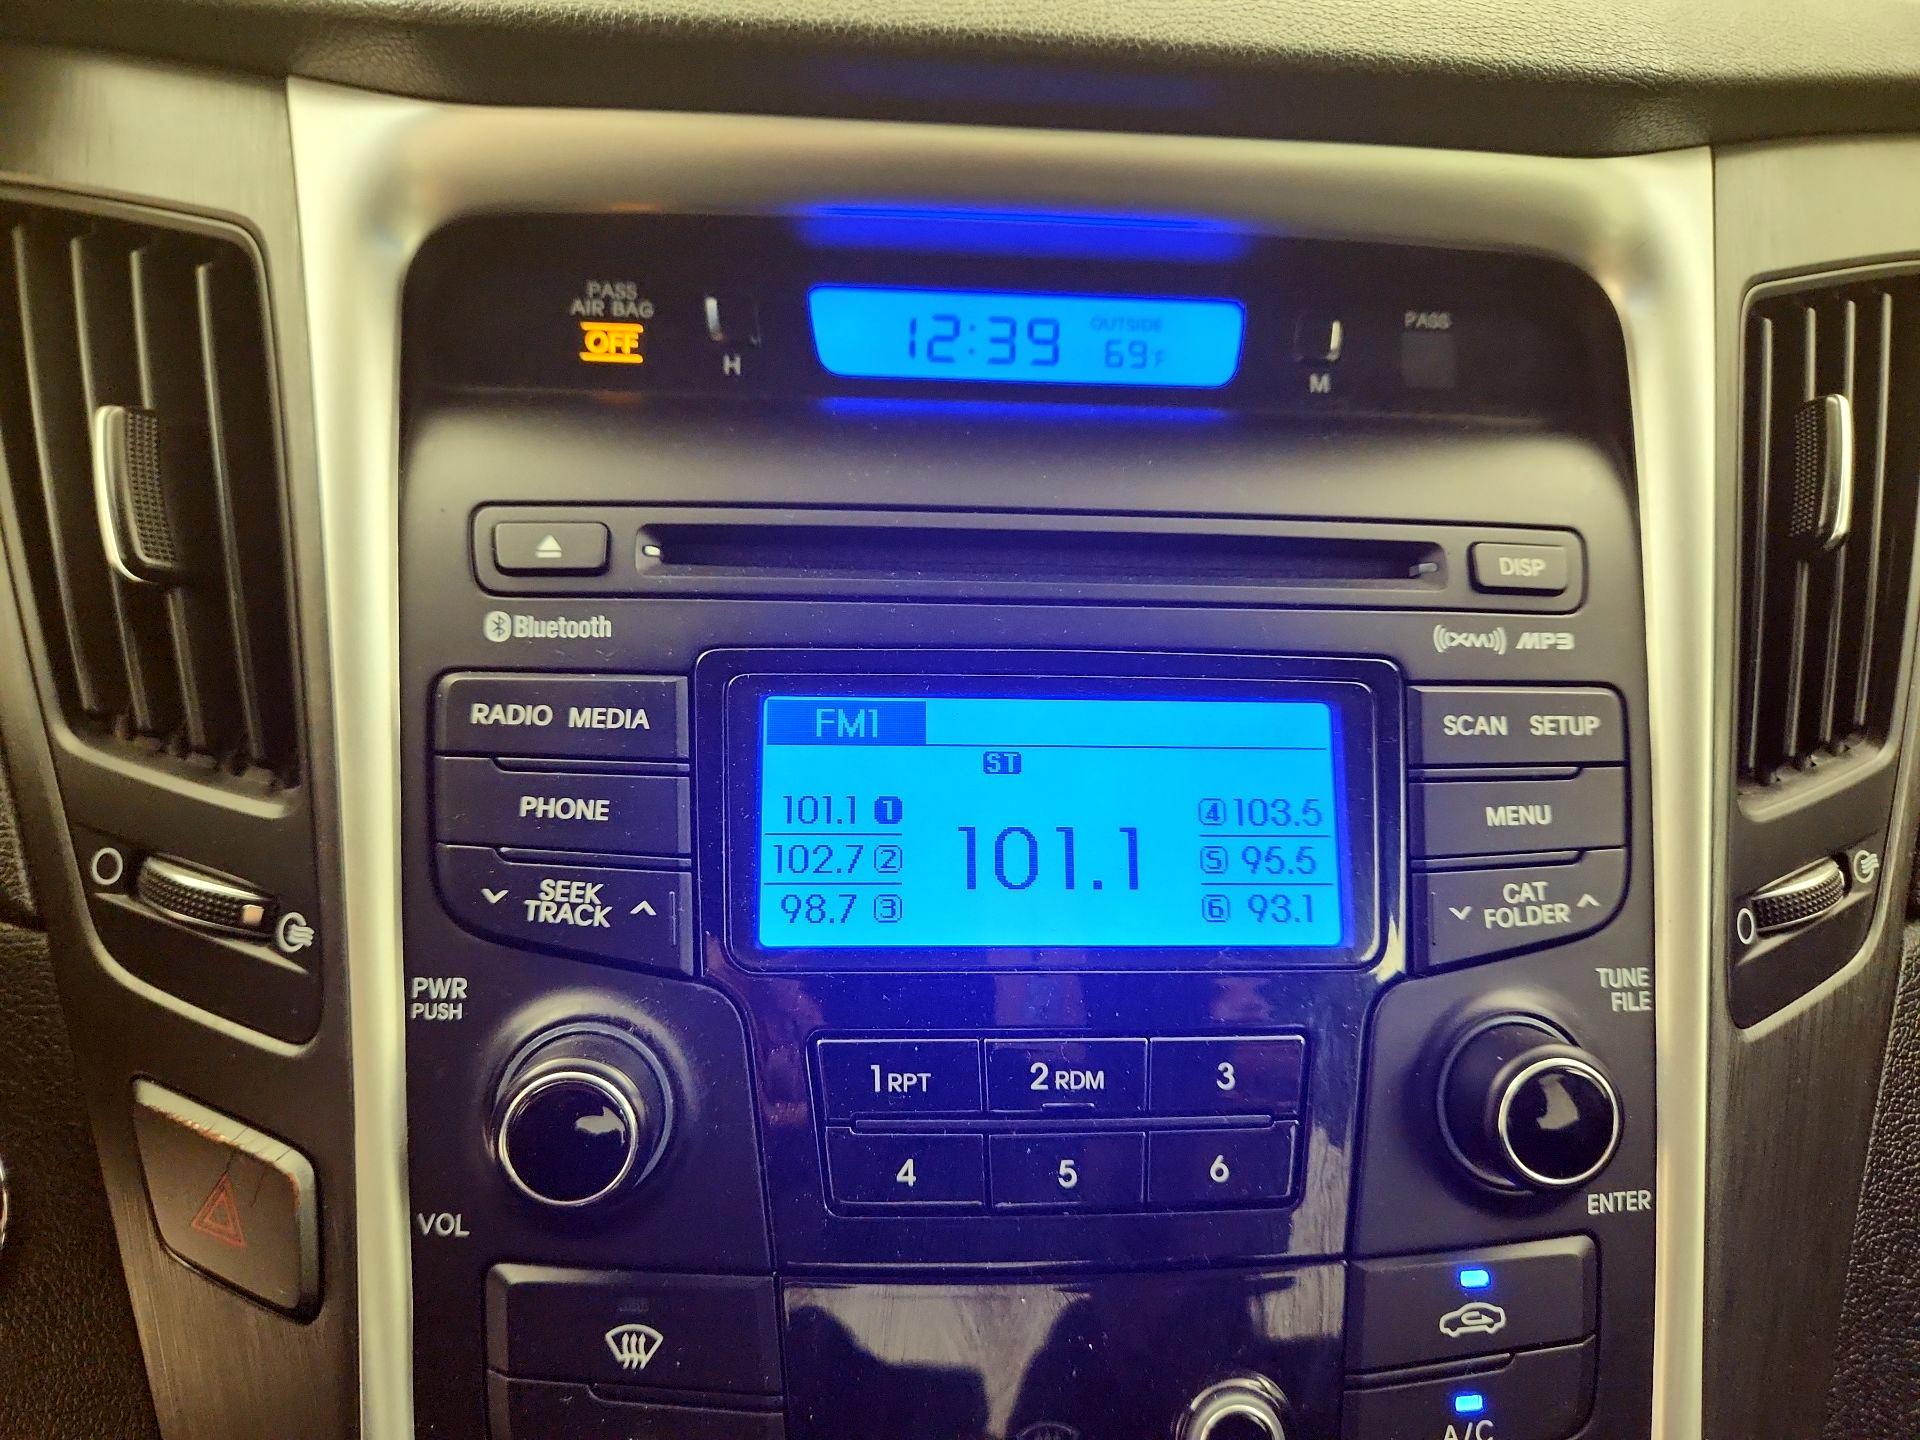 PASS
AIR BAG
OFF
H
12:39
OUTSIDE
69°F
M
PASS
DISP
Bluetooth
((XM)) MP3
RADIO MEDIA
FM1
SCAN SETUP
ST
PHONE
101.1 1
102.7 2
98.7 3
101.1
4 103.5
5 95.5
6 93.1
MENU
SEEK
TRACK
CAT
FOLDER
PWR
PUSH
TUNE
FILE
1 RPT
2 RDM
3
4
5
6
VOL
ENTER
A/C